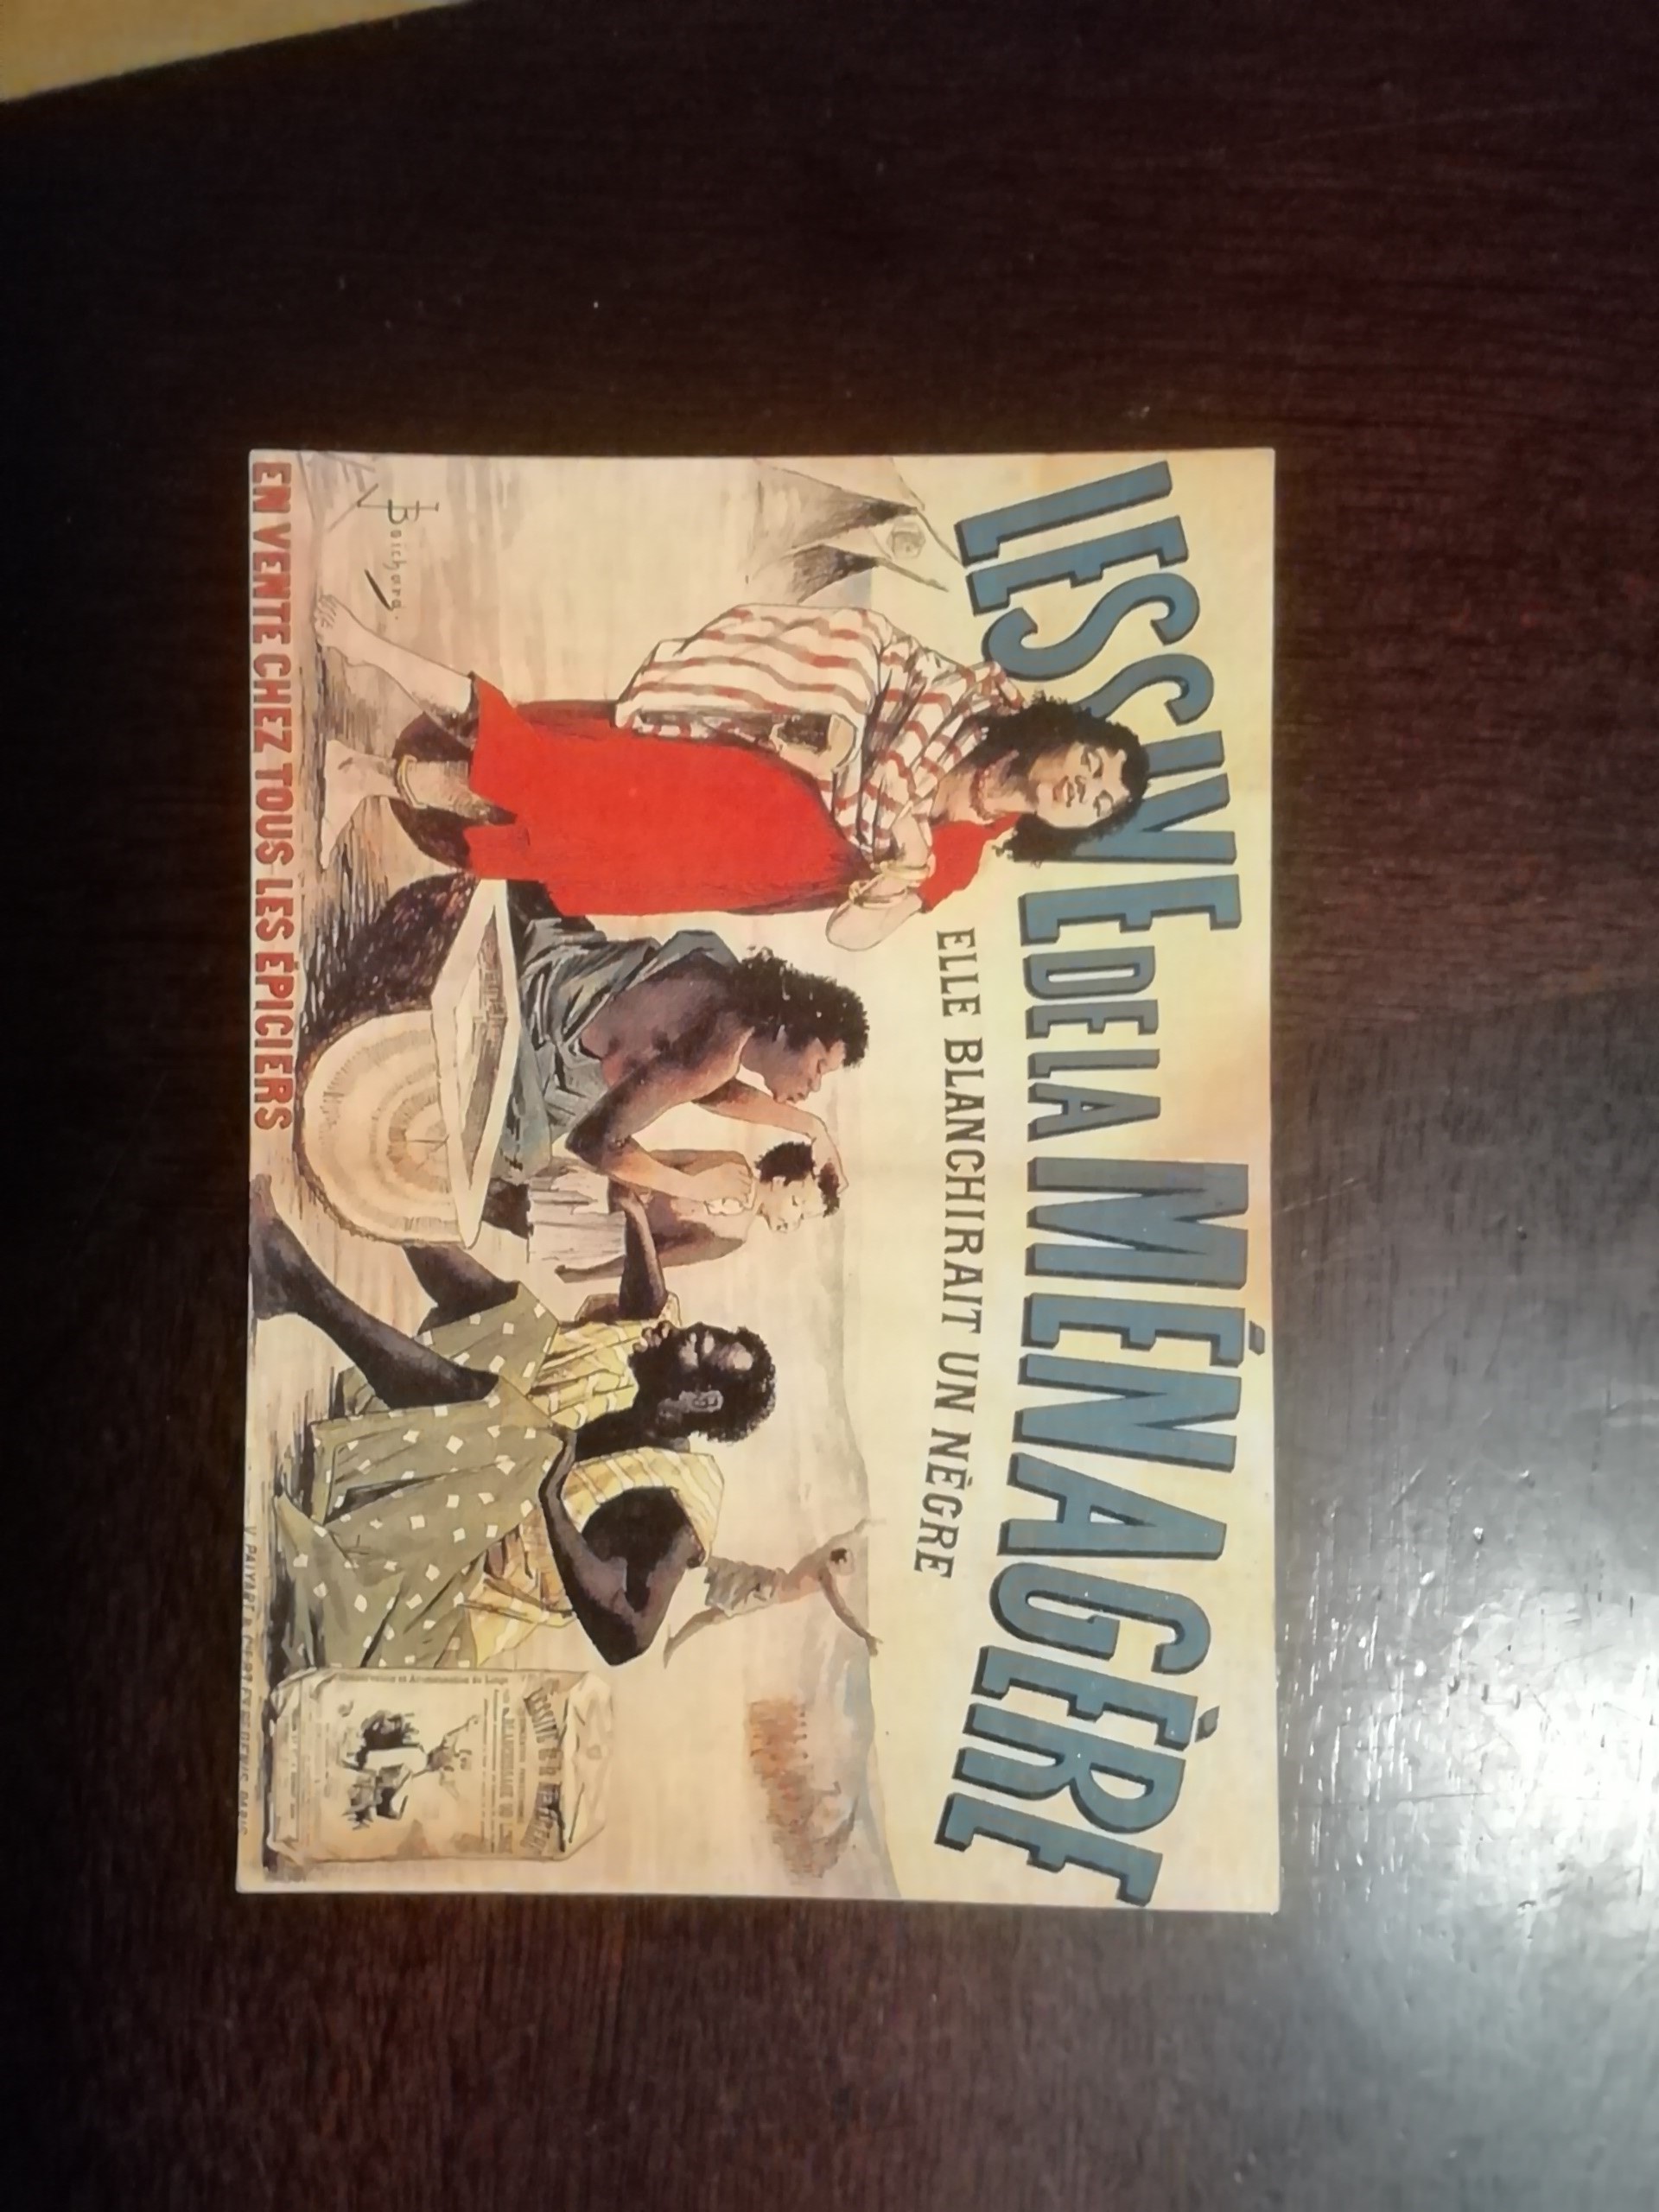 LESSIVE DE LA MÉNAGÈRE
ELLE BLANCHIRAIT UN NÈGRE
EN VENTE CHEZ TOUS LES ÉPICIERS